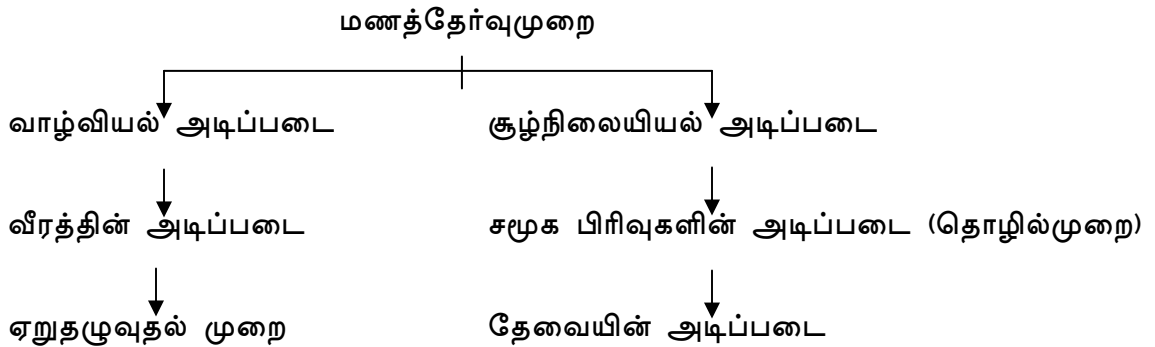 மணத்தேர்வுமுறை
வாழ்வியல் அடிப்படை சூழ்நிலையியல் அடிப்படை
வீரத்தின் அடிப்படை சமூக பிரிவுகளின் அடிப்படை (தொழில்முறை)
ஏறுதழுவுதல் முறை தேவையின் அடிப்படை